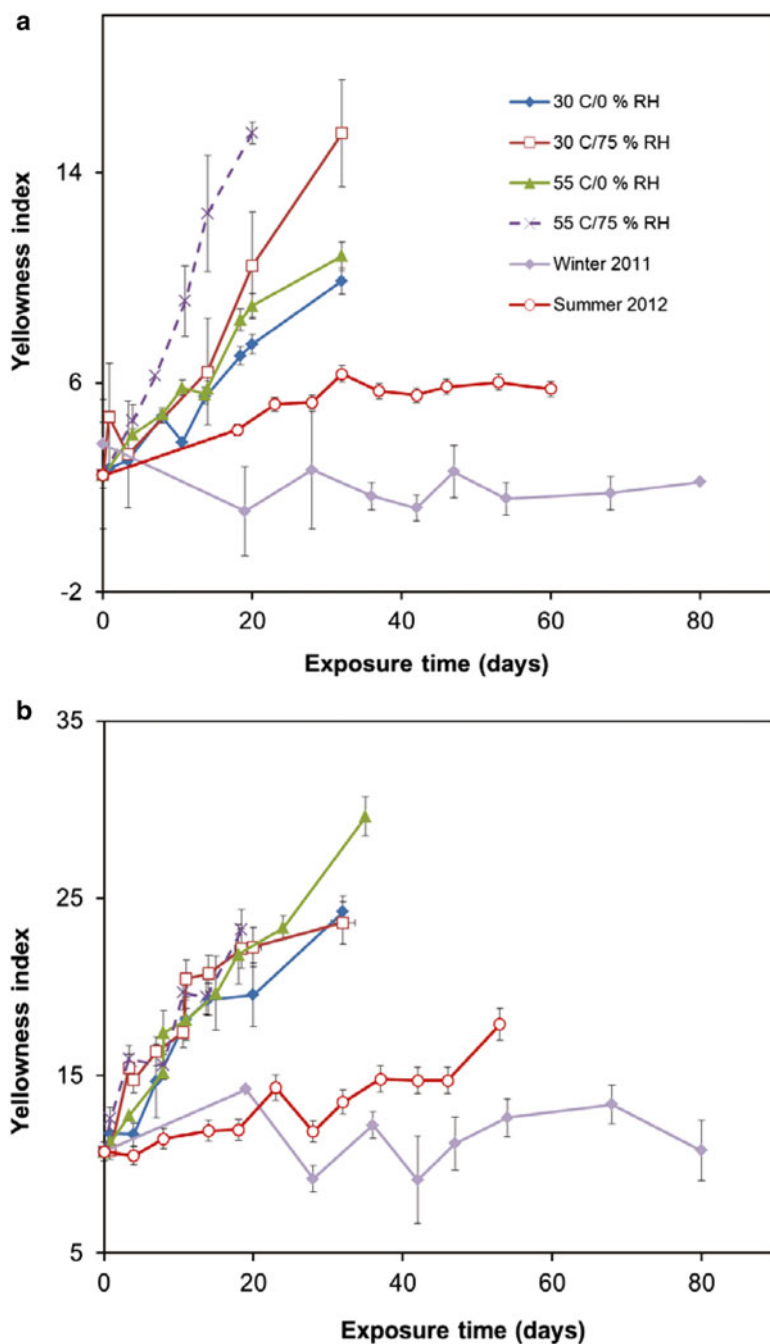 a
14
6
-2
Yellowness index
30 C/0 % RH
30 C/75 % RH
55 C/0 % RH
55 C/75 % RH
Winter 2011
Summer 2012
0
20
40
60
80
Exposure time (days)
b
35
25
15
5
Yellowness index
0
20
40
60
80
Exposure time (days)